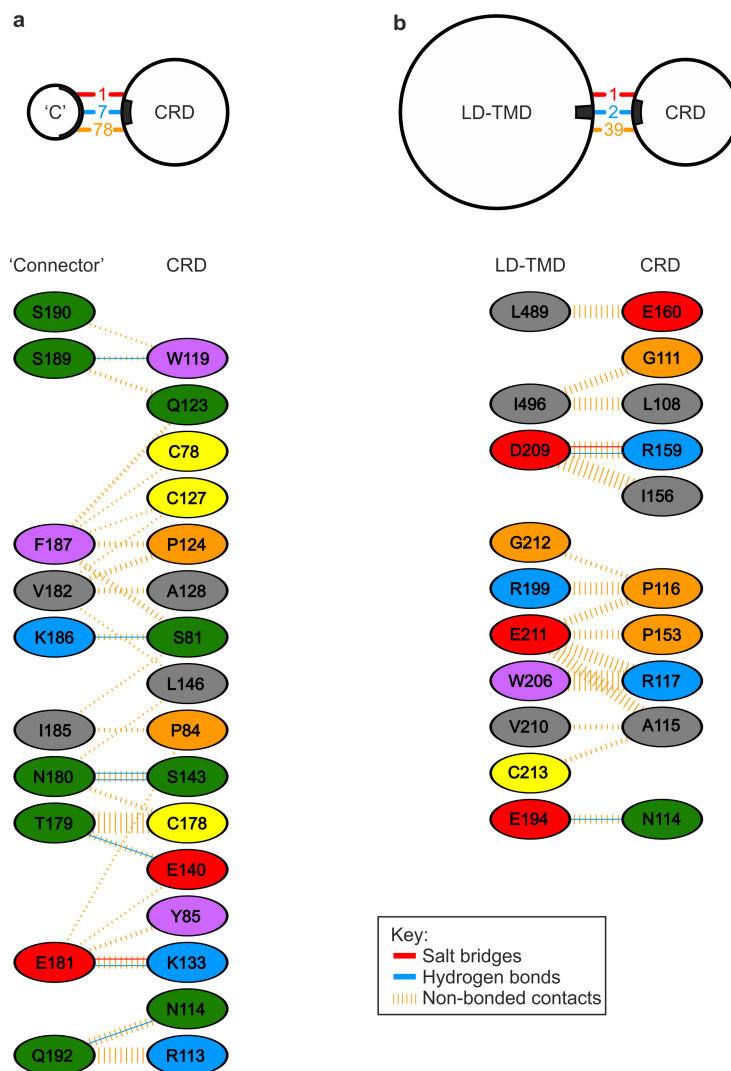 a
b
1
'C' 7 CRD
78
1
LD-TMD 2 CRD
39
'Connector' CRD
S190
S189 W119
Q123
C78
C127
F187 P124
V182 A128
K186 S81
L146
I185 P84
N180 S143
T179 C178
E140
Y85
E181 K133
N114
Q192 R113
LD-TMD CRD
L489 E160
G111
I496 L108
D209 R159
I156
G212
R199 P116
E211 P153
W206 R117
V210 A115
C213
E194 N114
Key:
Salt bridges
Hydrogen bonds
Non-bonded contacts